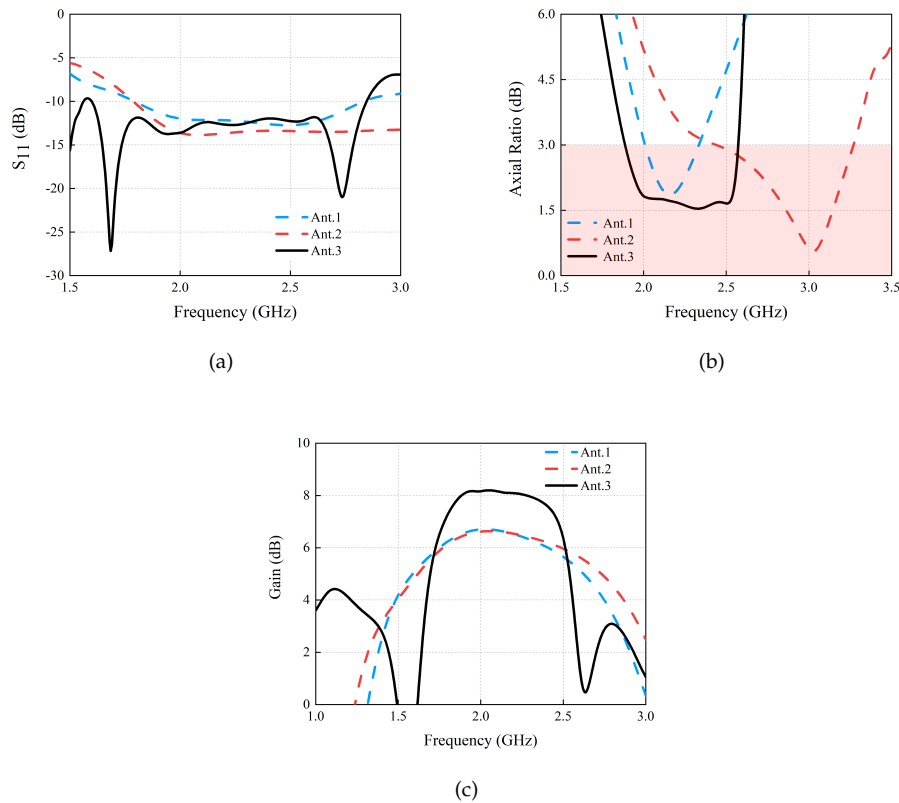 0
-5
-10
-15
-20
-25
-30
S11 (dB)
Ant.1
Ant.2
Ant.3
1.5 2.0 2.5 3.0
Frequency (GHz)
(a)
6.0
4.5
3.0
1.5
0.0
Axial Ratio (dB)
Ant.1
Ant.2
Ant.3
1.5 2.0 2.5 3.0 3.5
Frequency (GHz)
(b)
10
8
6
4
2
0
Gain (dB)
Ant.1
Ant.2
Ant.3
1.0 1.5 2.0 2.5 3.0
Frequency (GHz)
(c)